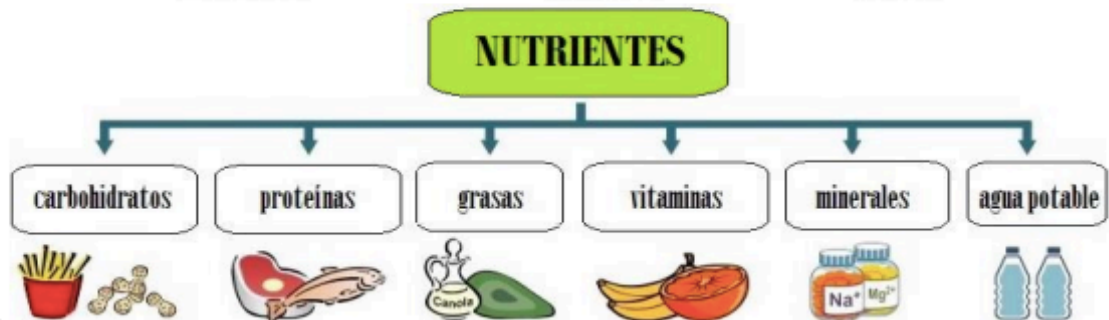 NUTRIENTES
carbohidratos
proteínas
grasas
vitaminas
minerales
agua potable
Canola
Na⁺
Mg²⁺